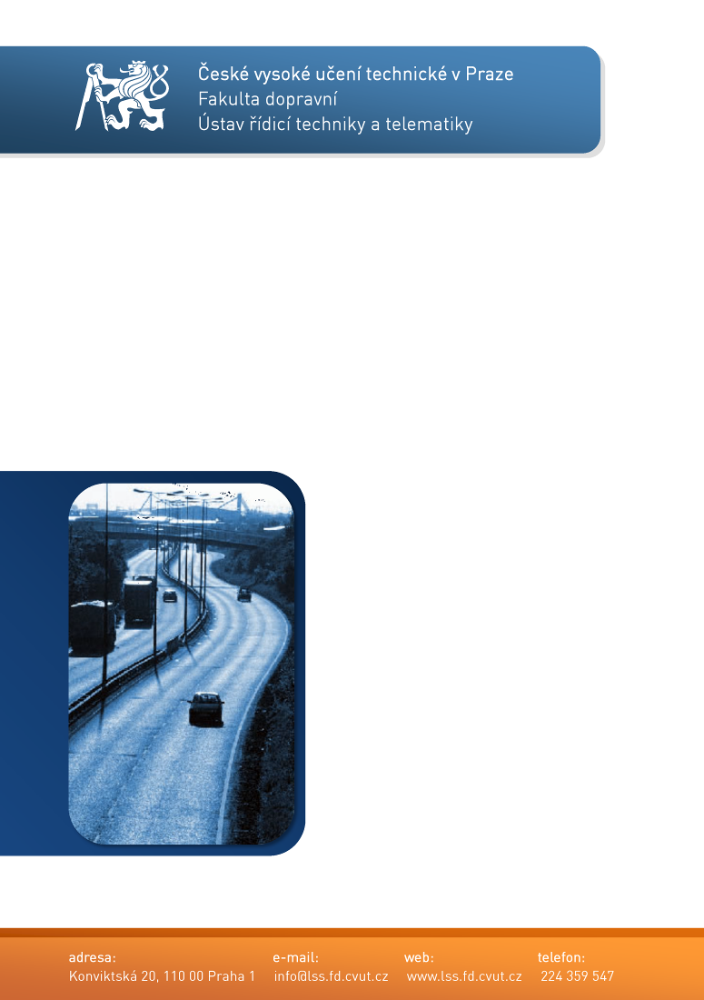 České vysoké učení technické v Praze
Fakulta dopravní
Ústav řídicí techniky a telematiky
adresa: e-mail: web: telefon:
Konviktská 20, 110 00 Praha 1 info@lss.fd.cvut.cz www.lss.fd.cvut.cz 224 359 547